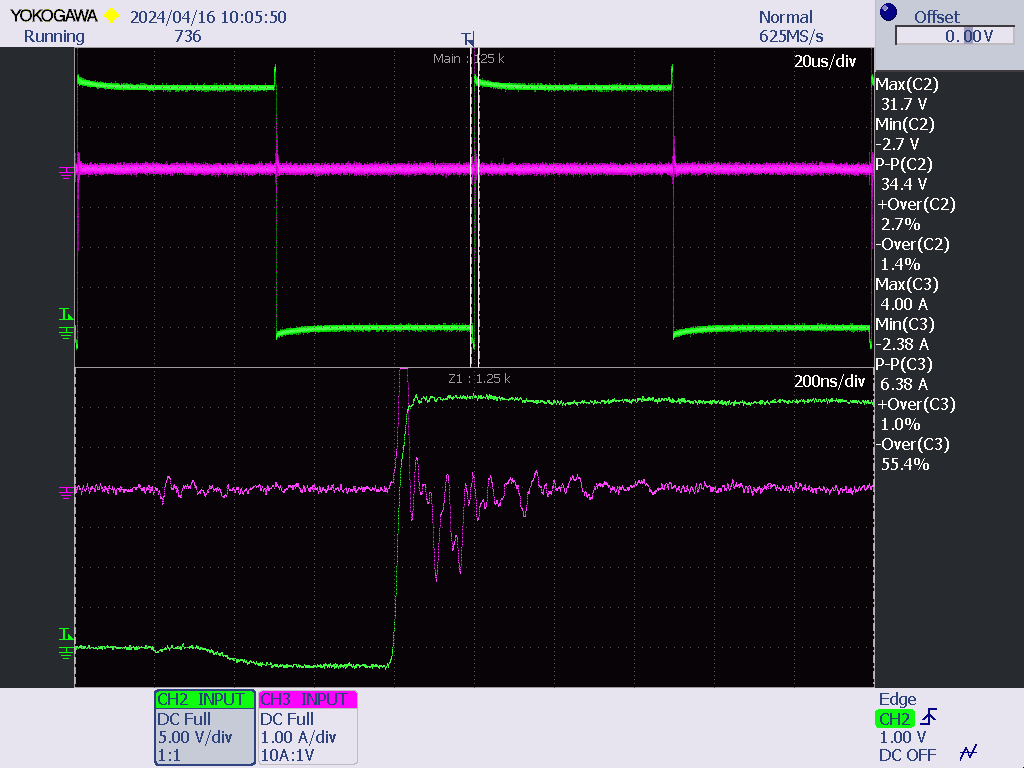 YOKOGAWA 2024/04/16 10:05:50
Running 736
Normal
625MS/s
Offset
0.00V
T
Main : 125 k
20us/div
Z1 : 1.25 k
200ns/div
T
T
Max(C2)
31.7 V
Min(C2)
-2.7 V
P-P(C2)
34.4 V
+Over(C2)
2.7%
-Over(C2)
1.4%
Max(C3)
4.00 A
Min(C3)
-2.38 A
P-P(C3)
6.38 A
+Over(C3)
1.0%
-Over(C3)
55.4%
CH2 INPUT
DC Full
5.00 V/div
1:1
CH3 INPUT
DC Full
1.00 A/div
10A:1V
Edge
CH2
1.00 V
DC OFF